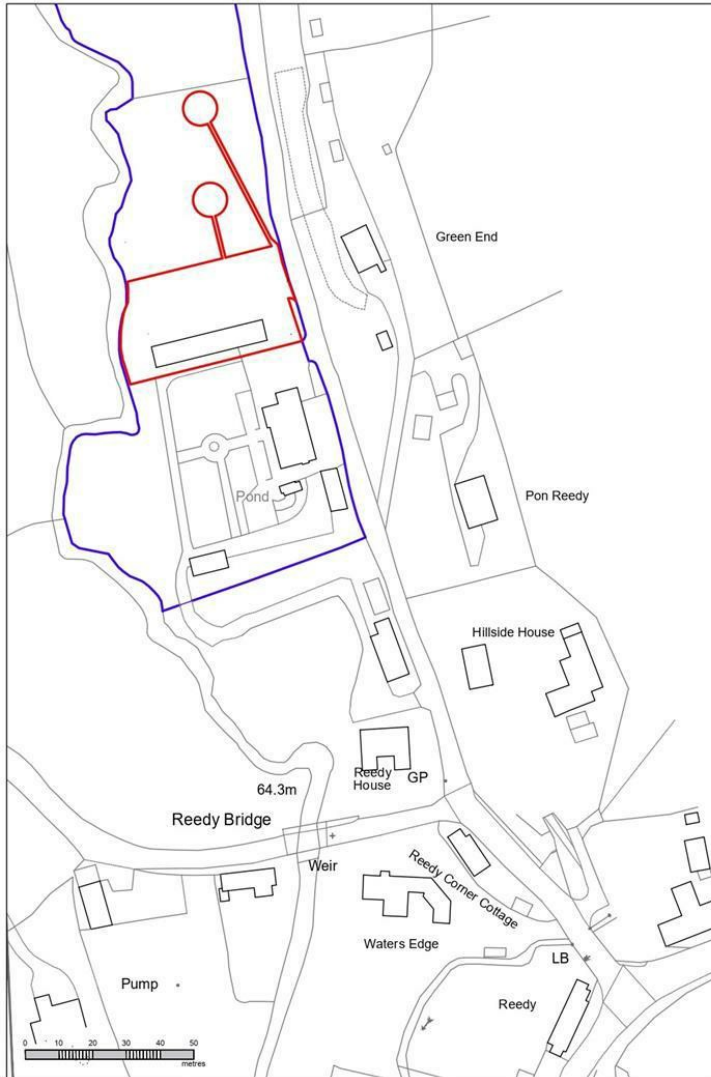 Green End
Pond
Pon Reedy
Hillside House
Reedy
House
GP
64.3m
Reedy Bridge
Weir
Reedy Corner Cottage
Waters Edge
LB
Pump
Reedy
0 10 20 30 40 50
metres